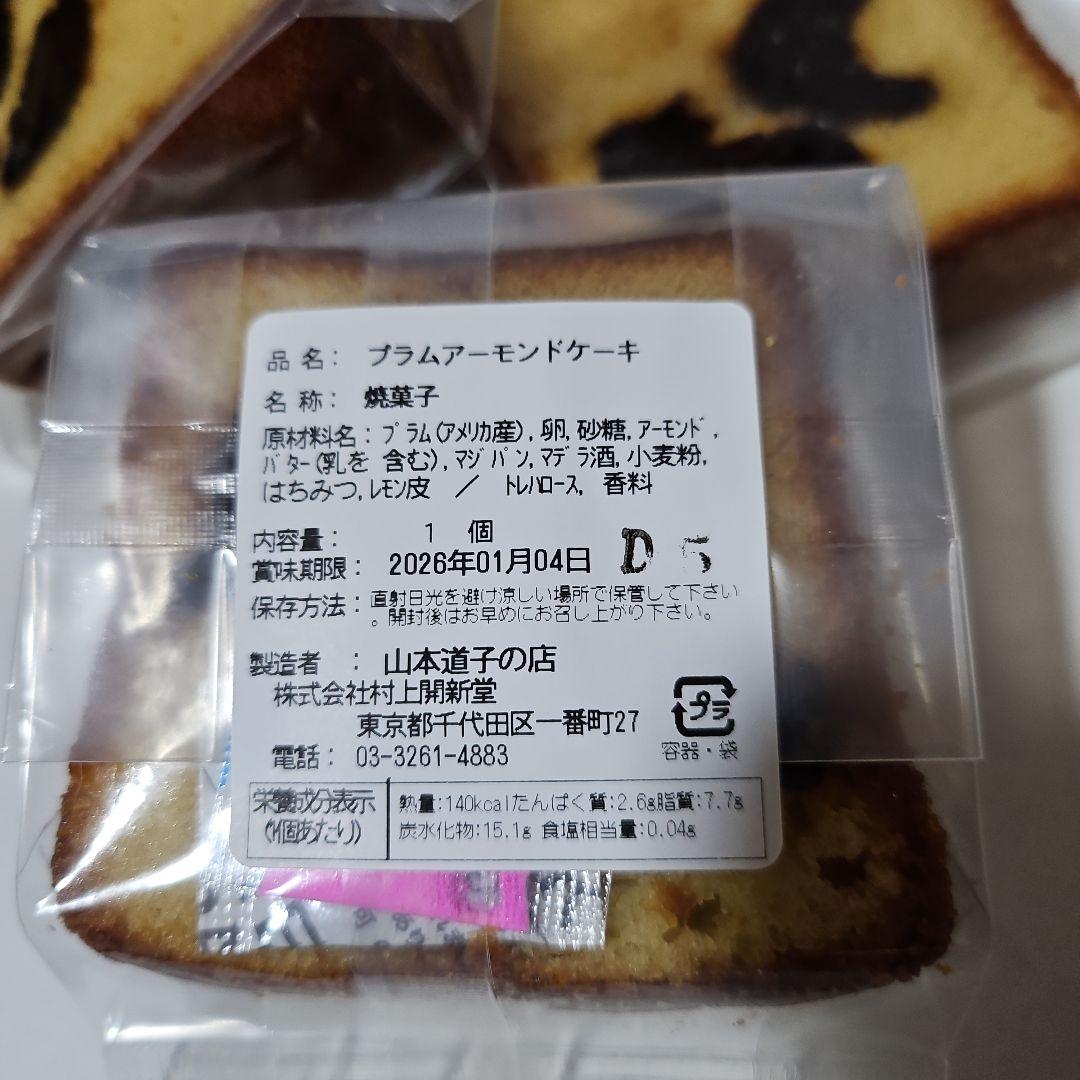 品名： プラムアーモンドケーキ
名称： 焼菓子
原材料名：プラム(アメリカ産),卵,砂糖,アーモンド,
バター(乳を含む),マジパン,マデラ酒,小麦粉,
はちみつ,レモン皮 ／ トレハロース, 香料
内容量： 1 個
賞味期限： 2026年01月04日 D 5
保存方法：直射日光を避け涼しい場所で保管して下さい
。開封後はお早めにお召し上がり下さい。
製造者 ： 山本道子の店
株式会社村上開新堂
東京都千代田区一番町27
プラ
電話： 03-3261-4883
容器・袋
栄養成分表示 熱量:140kcalたんぱく質:2.6g脂質:7.7g
(1個あたり) 炭水化物:15.1g 食塩相当量:0.04g